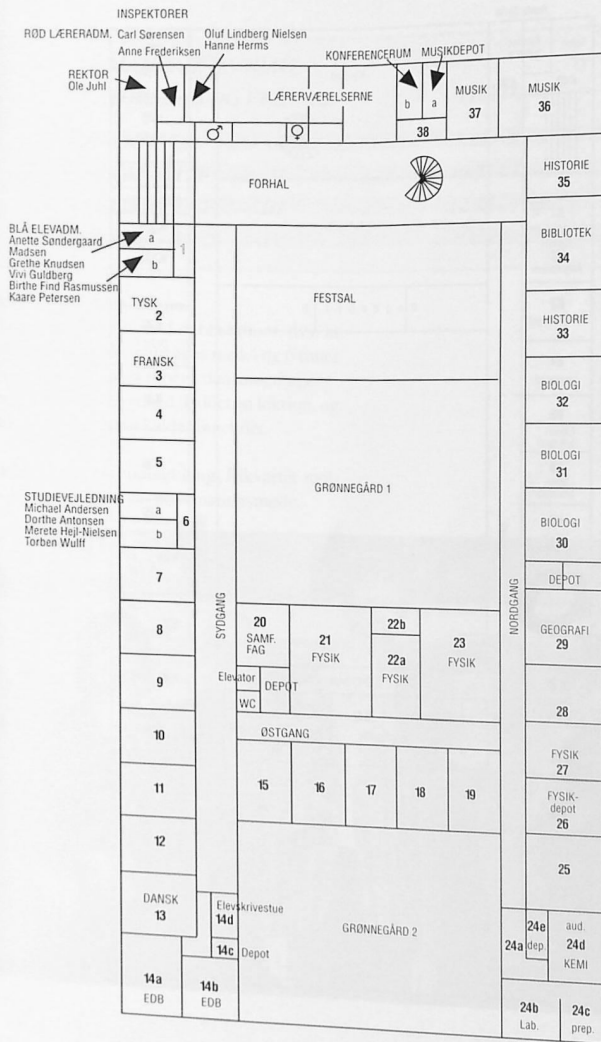 INSPEKTORER
RØD LÆRERADM. Carl Sørensen
Anne Frederiksen
Oluf Lindberg Nielsen
Hanne Herms
REKTOR
Ole Juhl
LÆRERVÆRELSERNE
♂
♀
KONFERENCERUM
MUSIKDEPOT
b
a
38
MUSIK
37
MUSIK
36
FORHAL
HISTORIE
35
BLÅ ELEVADM.
Anette Søndergaard
Madsen
Grethe Knudsen
Vivi Guldberg
Birthe Find Rasmussen
Kaare Petersen
a
b
1
BIBLIOTEK
34
TYSK
2
FESTSAL
HISTORIE
33
FRANSK
3
BIOLOGI
32
4
5
GRØNNEGÅRD 1
BIOLOGI
31
STUDIEVEJLEDNING
Michael Andersen
Dorthe Antonsen
Merete Hejl-Nielsen
Torben Wulff
a
b
6
BIOLOGI
30
7
DEPOT
SYDGANG
NORDGANG
8
20
SAMF.
FAG
21
FYSIK
22b
22a
FYSIK
23
FYSIK
GEOGRAFI
29
9
Elevator
DEPOT
WC
28
10
ØSTGANG
FYSIK
27
11
15
16
17
18
19
FYSIK-
depot
26
12
25
DANSK
13
Elevskrivestue
14d
14c Depot
GRØNNEGÅRD 2
24a
24e
dep.
aud.
24d
KEMI
14a
EDB
14b
EDB
24b
Lab.
24c
prep.